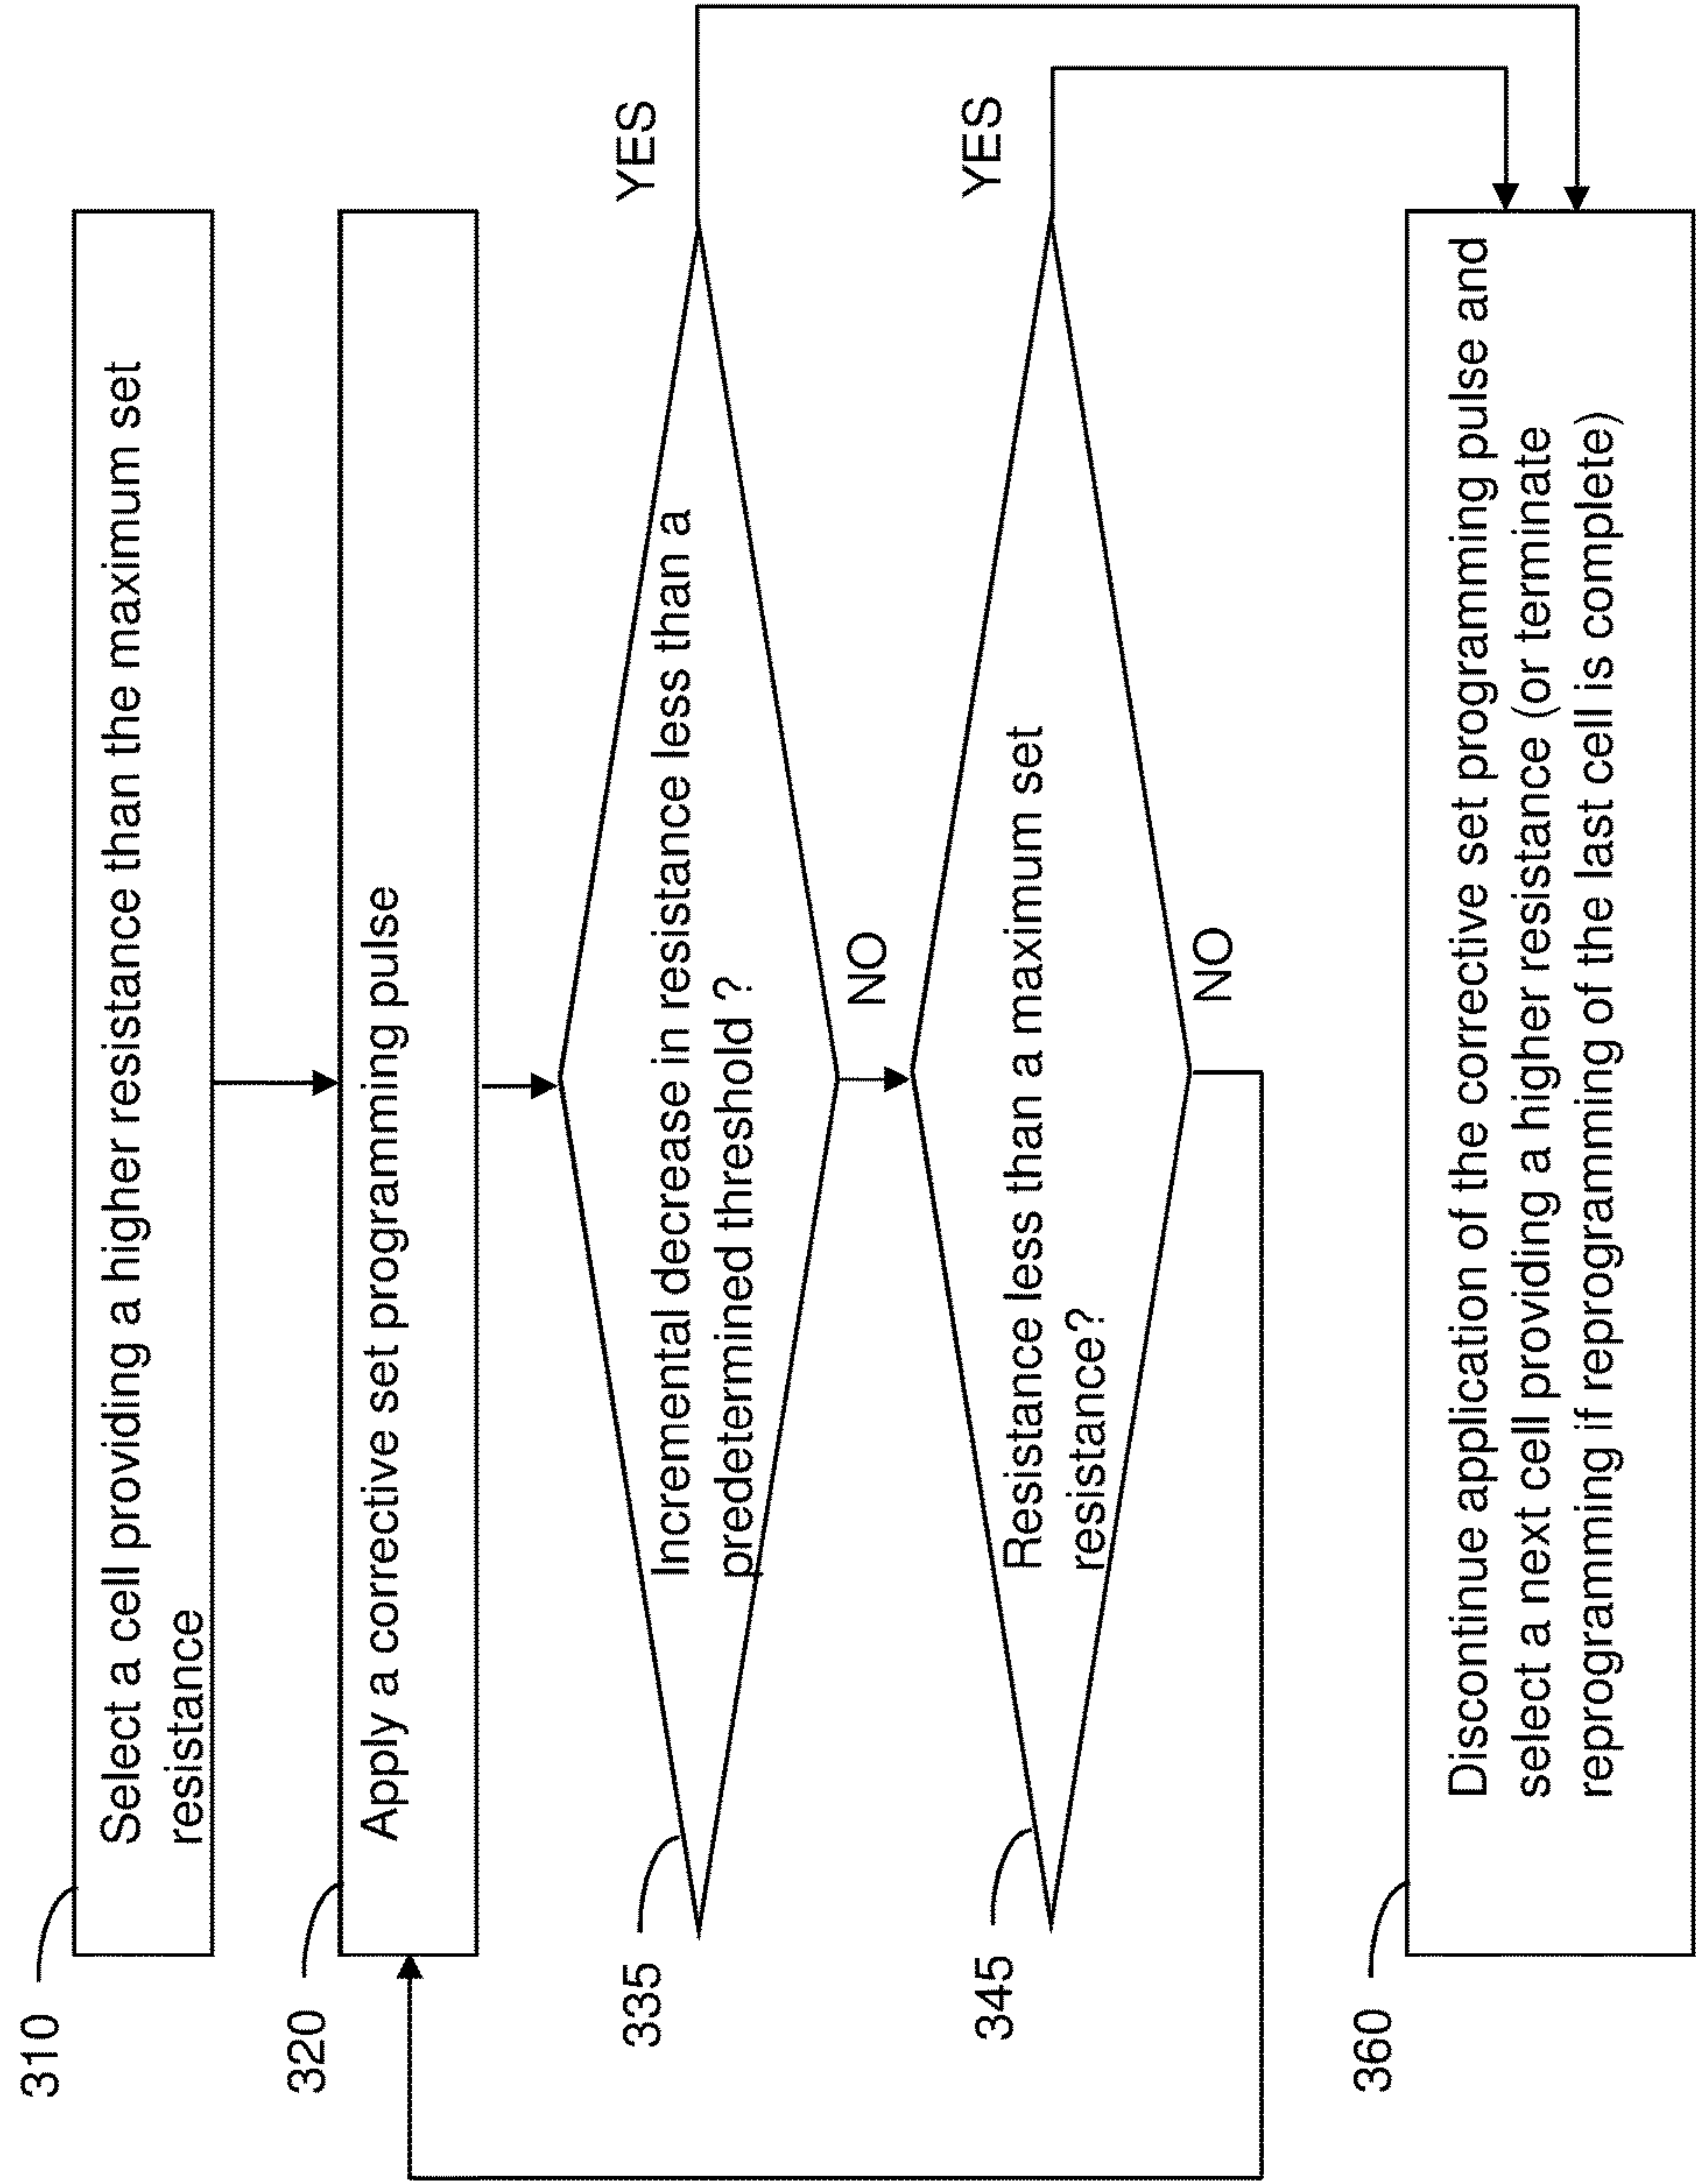 310
Select a cell providing a higher resistance than the maximum set
resistance
320
Apply a corrective set programming pulse
335
Incremental decrease in resistance less than a
predetermined threshold ?
YES
NO
345
Resistance less than a maximum set
resistance?
YES
NO
360
Discontinue application of the corrective set programming pulse and
select a next cell providing a higher resistance (or terminate
reprogramming if reprogramming of the last cell is complete)